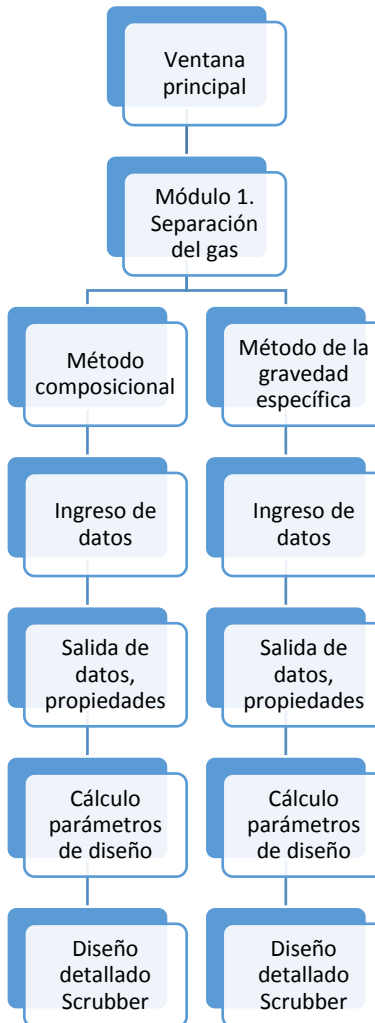 Ventana
principal
Módulo 1.
Separación
del gas
Método
composicional
Método de la
gravedad
específica
Ingreso de
datos
Ingreso de
datos
Salida de
datos,
propiedades
Salida de
datos,
propiedades
Cálculo
parámetros
de diseño
Cálculo
parámetros
de diseño
Diseño
detallado
Scrubber
Diseño
detallado
Scrubber